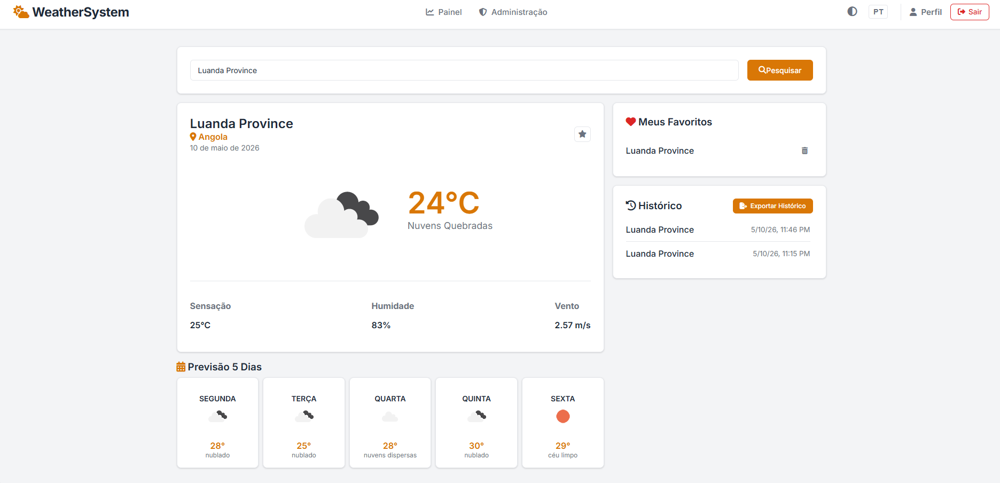 WeatherSystem
Painel
Administração
PT
Perfil
Sair
Luanda Province
Pesquisar
Luanda Province
Angola
10 de maio de 2026
24°C
Nuvens Quebradas
Sensação
Humidade
Vento
25°C
83%
2.57 m/s
Meus Favoritos
Luanda Province
Histórico
Exportar Histórico
Luanda Province
5/10/26, 11:46 PM
Luanda Province
5/10/26, 11:15 PM
Previsão 5 Dias
SEGUNDA
28°
nublado
TERÇA
25°
nublado
QUARTA
28°
nuvens dispersas
QUINTA
30°
nublado
SEXTA
29°
céu limpo